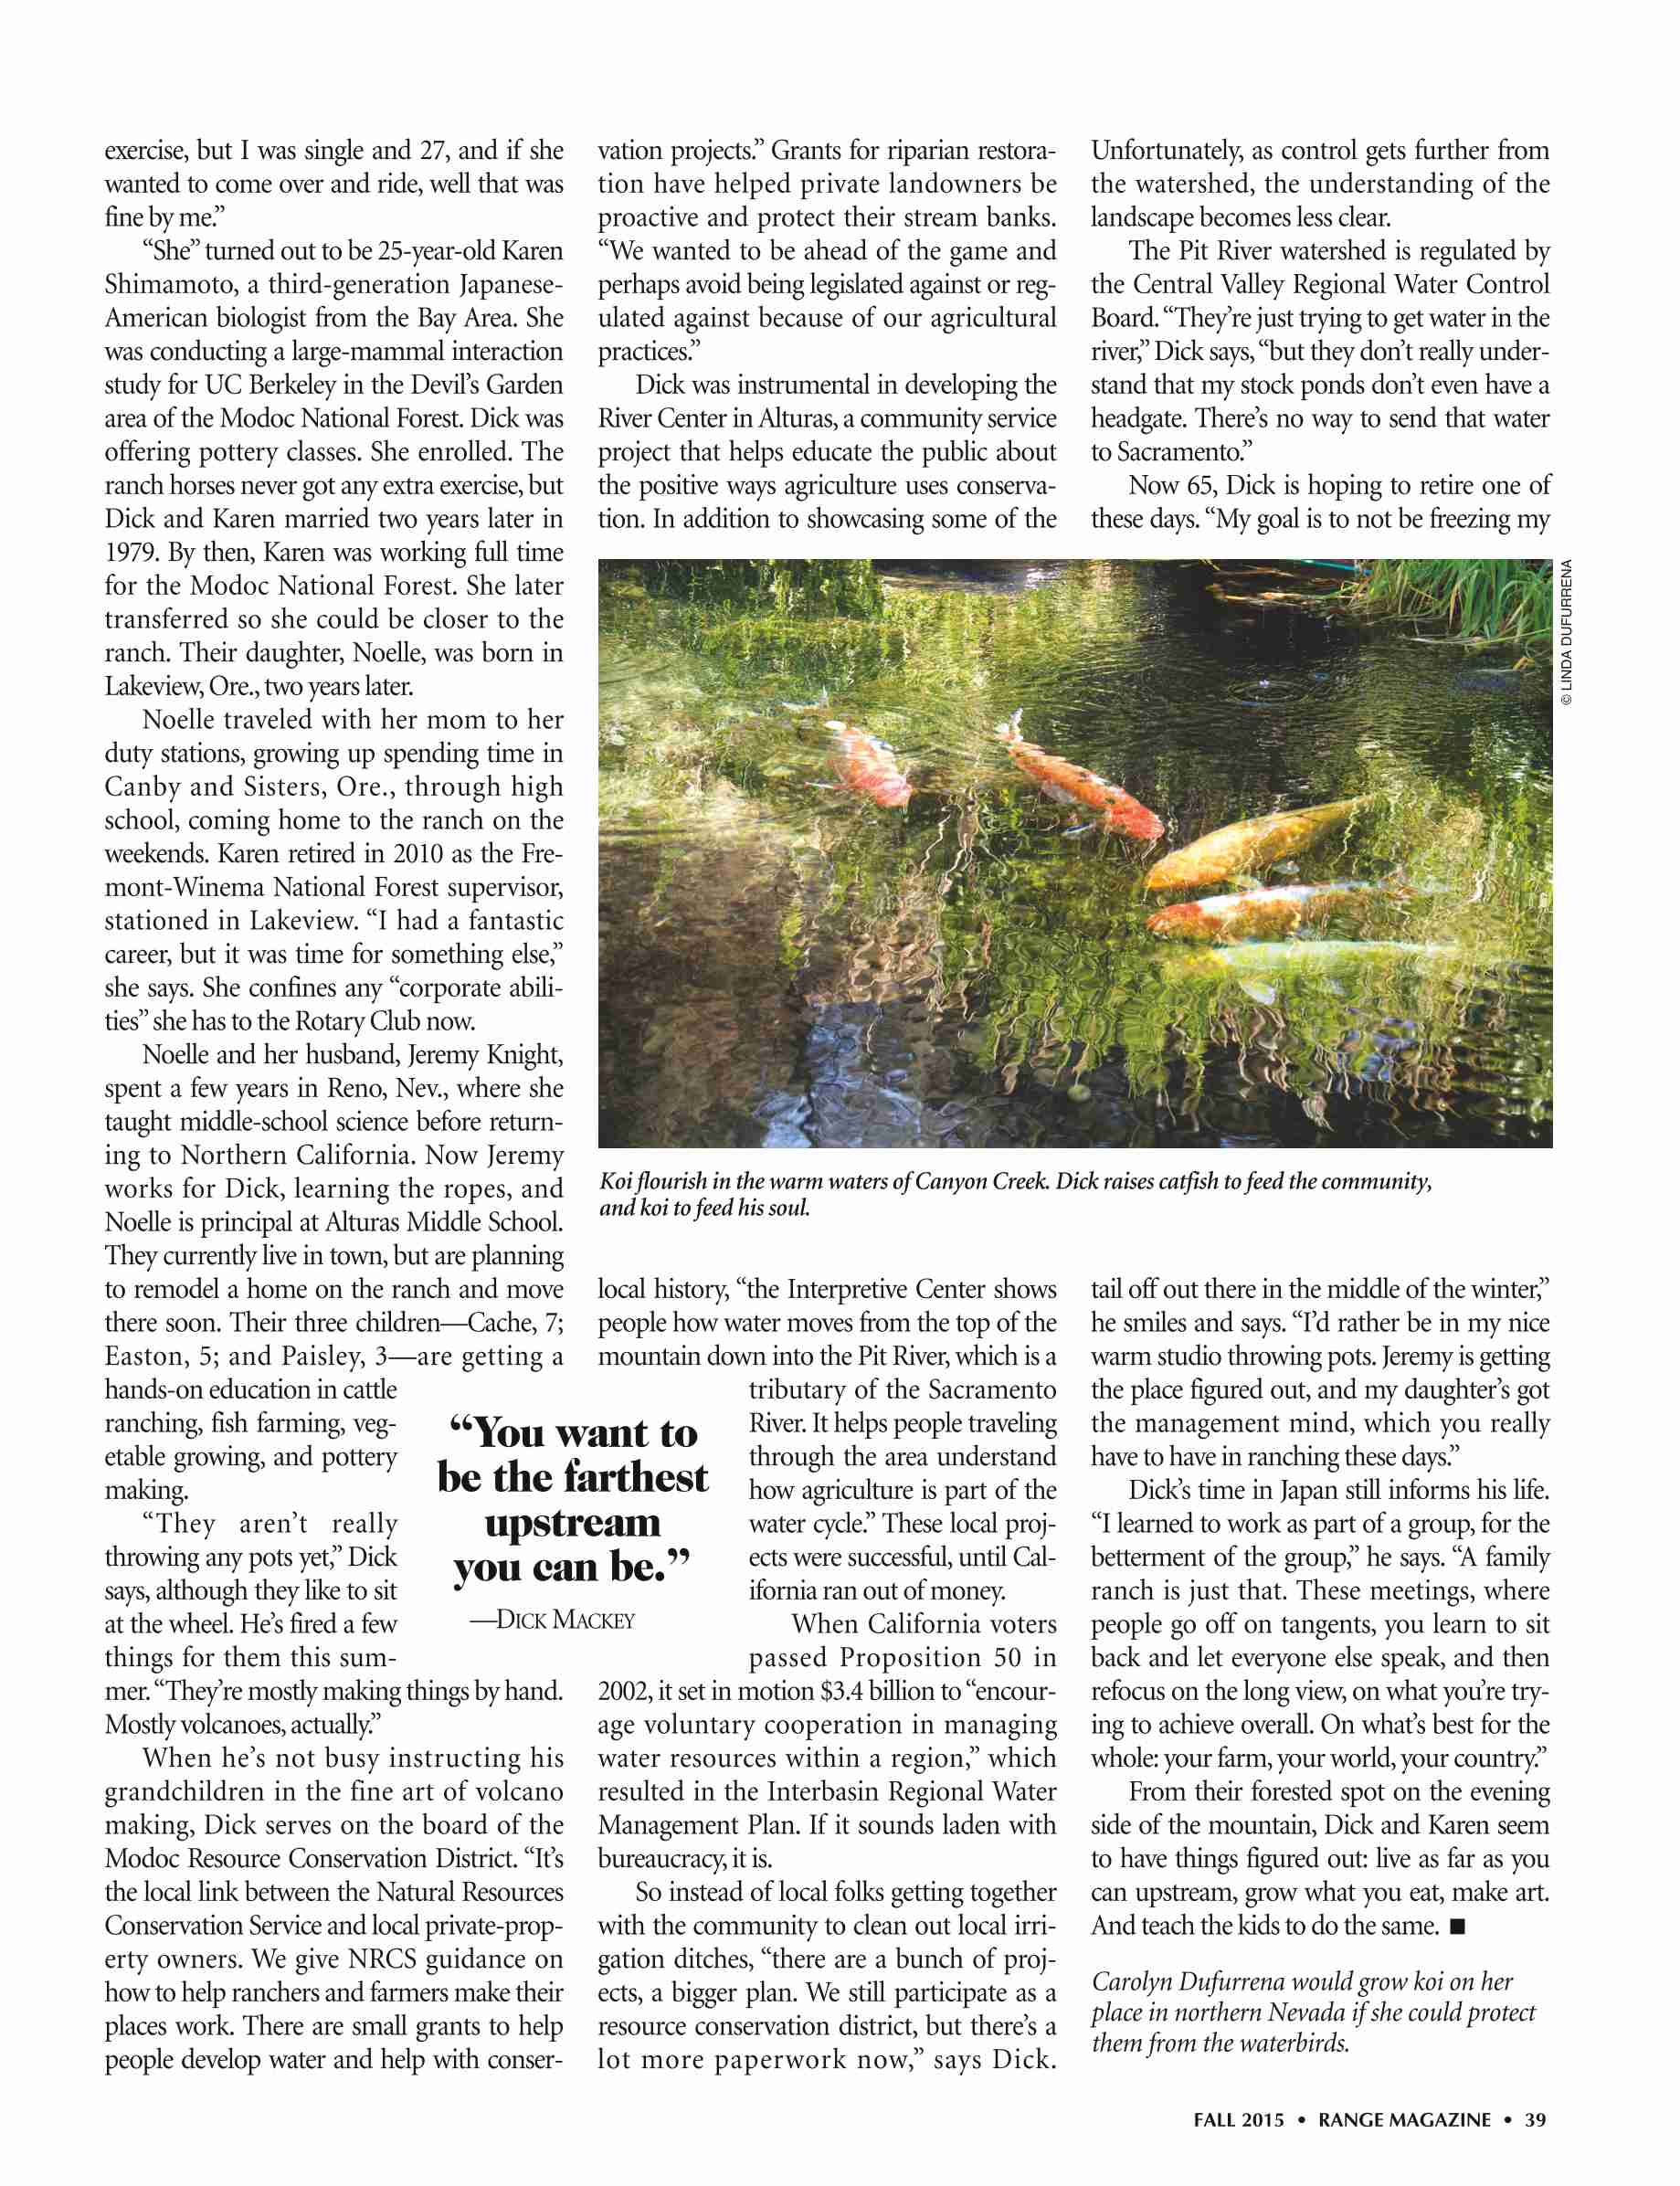 exercise, but I was single and 27, and if she
wanted to come over and ride, well that was
fine by me.”
“She” turned out to be 25-year-old Karen
Shimamoto, a third-generation Japanese-
American biologist from the Bay Area. She
was conducting a large-mammal interaction
study for UC Berkeley in the Devil’s Garden
area of the Modoc National Forest. Dick was
offering pottery classes. She enrolled. The
ranch horses never got any extra exercise, but
Dick and Karen married two years later in
1979. By then, Karen was working full time
for the Modoc National Forest. She later
transferred so she could be closer to the
ranch. Their daughter, Noelle, was born in
Lakeview, Ore., two years later.
Noelle traveled with her mom to her
duty stations, growing up spending time in
Canby and Sisters, Ore., through high
school, coming home to the ranch on the
weekends. Karen retired in 2010 as the Fre-
mont-Winema National Forest supervisor,
stationed in Lakeview. “I had a fantastic
career, but it was time for something else,”
she says. She confines any “corporate abili-
ties” she has to the Rotary Club now.
Noelle and her husband, Jeremy Knight,
spent a few years in Reno, Nev., where she
taught middle-school science before return-
ing to Northern California. Now Jeremy
works for Dick, learning the ropes, and
Noelle is principal at Alturas Middle School.
They currently live in town, but are planning
to remodel a home on the ranch and move
there soon. Their three children—Cache, 7;
Easton, 5; and Paisley, 3—are getting a
hands-on education in cattle
ranching, fish farming, veg-
etable growing, and pottery
making.
“They aren’t really
throwing any pots yet,” Dick
says, although they like to sit
at the wheel. He’s fired a few
things for them this sum-
mer. “They’re mostly making things by hand.
Mostly volcanoes, actually.”
When he’s not busy instructing his
grandchildren in the fine art of volcano
making, Dick serves on the board of the
Modoc Resource Conservation District. “It’s
the local link between the Natural Resources
Conservation Service and local private-prop-
erty owners. We give NRCS guidance on
how to help ranchers and farmers make their
places work. There are small grants to help
people develop water and help with conser-
vation projects.” Grants for riparian restora-
tion have helped private landowners be
proactive and protect their stream banks.
“We wanted to be ahead of the game and
perhaps avoid being legislated against or reg-
ulated against because of our agricultural
practices.”
Dick was instrumental in developing the
River Center in Alturas, a community service
project that helps educate the public about
the positive ways agriculture uses conserva-
tion. In addition to showcasing some of the
local history, “the Interpretive Center shows
people how water moves from the top of the
mountain down into the Pit River, which is a
tributary of the Sacramento
River. It helps people traveling
through the area understand
how agriculture is part of the
water cycle.” These local proj-
ects were successful, until Cal-
ifornia ran out of money.
When California voters
passed Proposition 50 in
2002, it set in motion $3.4 billion to “encour-
age voluntary cooperation in managing
water resources within a region,” which
resulted in the Interbasin Regional Water
Management Plan. If it sounds laden with
bureaucracy, it is.
So instead of local folks getting together
with the community to clean out local irri-
gation ditches, “there are a bunch of proj-
ects, a bigger plan. We still participate as a
resource conservation district, but there’s a
lot more paperwork now,” says Dick.
Unfortunately, as control gets further from
the watershed, the understanding of the
landscape becomes less clear.
The Pit River watershed is regulated by
the Central Valley Regional Water Control
Board. “They’re just trying to get water in the
river,” Dick says, “but they don’t really under-
stand that my stock ponds don’t even have a
headgate. There’s no way to send that water
to Sacramento.”
Now 65, Dick is hoping to retire one of
these days. “My goal is to not be freezing my
tail off out there in the middle of the winter,”
he smiles and says. “I’d rather be in my nice
warm studio throwing pots. Jeremy is getting
the place figured out, and my daughter’s got
the management mind, which you really
have to have in ranching these days.”
Dick’s time in Japan still informs his life.
“I learned to work as part of a group, for the
betterment of the group,” he says. “A family
ranch is just that. These meetings, where
people go off on tangents, you learn to sit
back and let everyone else speak, and then
refocus on the long view, on what you’re try-
ing to achieve overall. On what’s best for the
whole: your farm, your world, your country.”
From their forested spot on the evening
side of the mountain, Dick and Karen seem
to have things figured out: live as far as you
can upstream, grow what you eat, make art.
And teach the kids to do the same. ■
Carolyn Dufurrena would grow koi on her
place in northern Nevada if she could protect
them from the waterbirds.
© LINDA DUFURRENA
Koi flourish in the warm waters of Canyon Creek. Dick raises catfish to feed the community,
and koi to feed his soul.
“You want to
be the farthest
upstream
you can be.”
—DICK MACKEY
FALL 2015 • RANGE MAGAZINE • 39